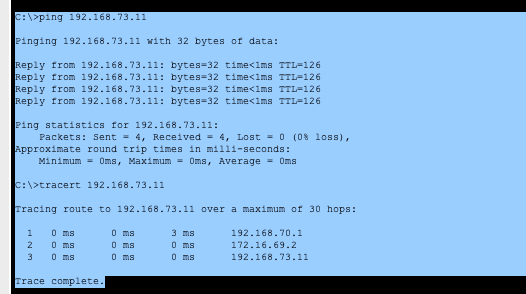 C:\>ping 192.168.73.11
Pinging 192.168.73.11 with 32 bytes of data:
Reply from 192.168.73.11: bytes=32 time<1ms TTL=126
Reply from 192.168.73.11: bytes=32 time<1ms TTL=126
Reply from 192.168.73.11: bytes=32 time<1ms TTL=126
Reply from 192.168.73.11: bytes=32 time<1ms TTL=126
Ping statistics for 192.168.73.11:
Packets: Sent = 4, Received = 4, Lost = 0 (0% loss),
Approximate round trip times in milli-seconds:
Minimum = 0ms, Maximum = 0ms, Average = 0ms
C:\>tracert 192.168.73.11
Tracing route to 192.168.73.11 over a maximum of 30 hops:
1 0 ms 0 ms 3 ms 192.168.70.1
2 0 ms 0 ms 0 ms 172.16.69.2
3 0 ms 0 ms 0 ms 192.168.73.11
Trace complete.